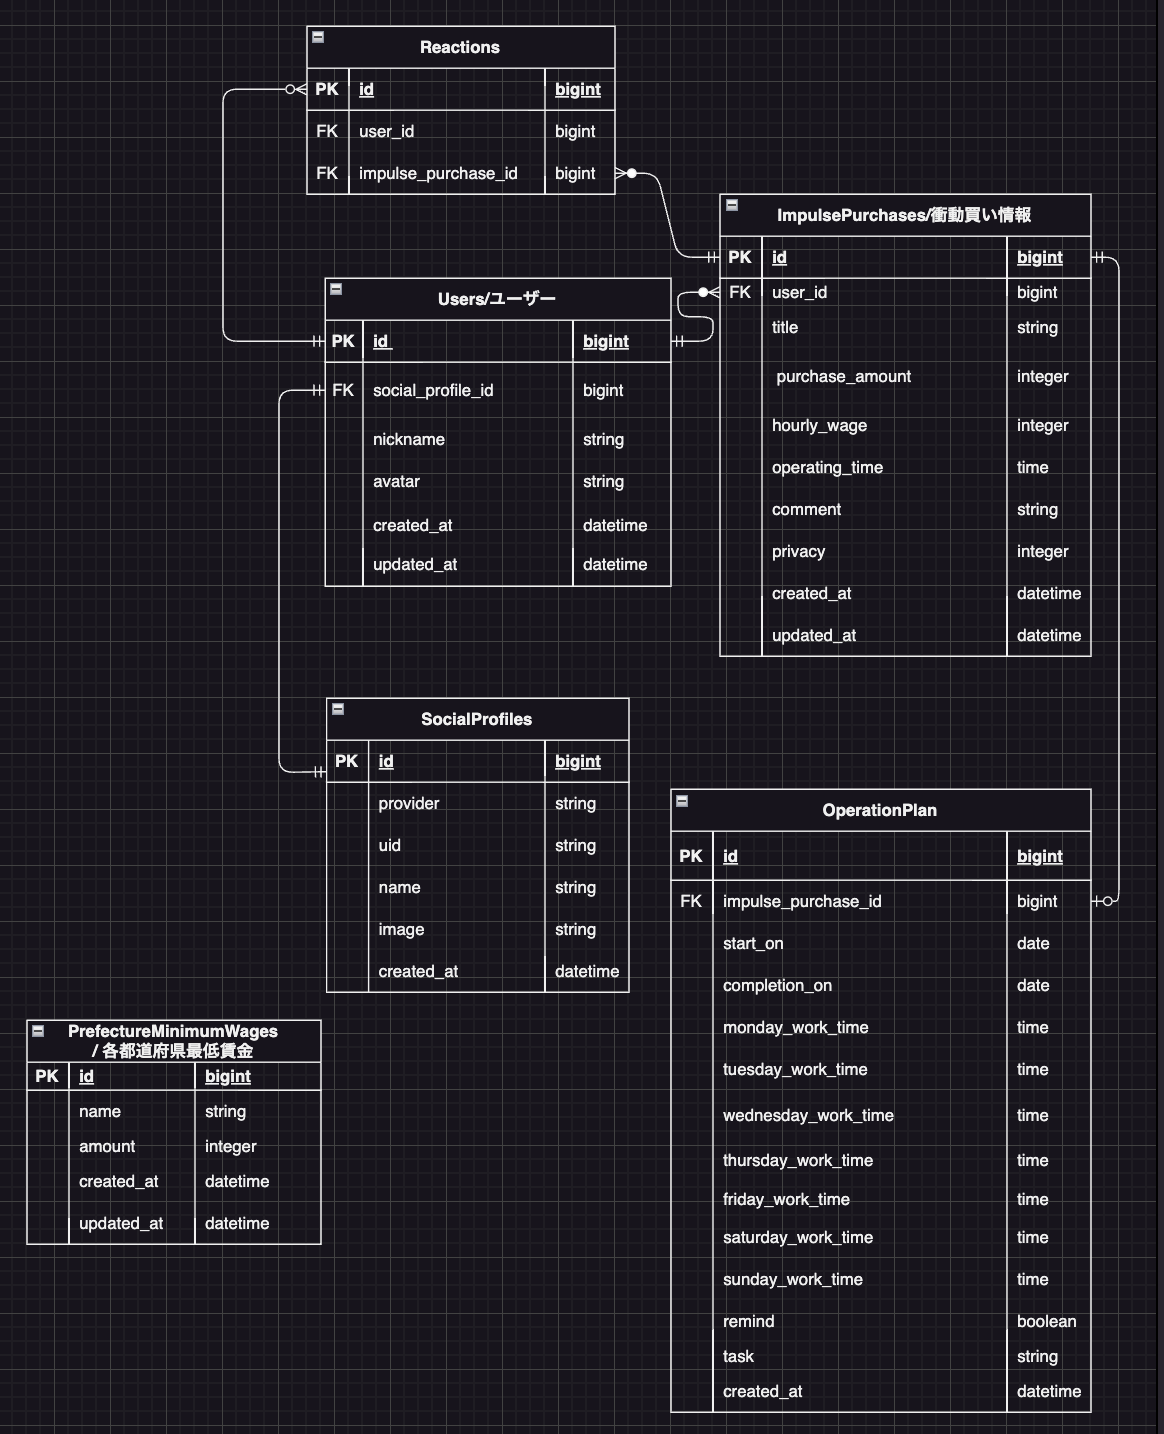 Reactions
PK id bigint
FK user_id bigint
FK impulse_purchase_id bigint
ImpulsePurchases/衝動買い情報
PK id bigint
FK user_id bigint
title string
purchase_amount integer
hourly_wage integer
operating_time time
comment string
privacy integer
created_at datetime
updated_at datetime
Users/ユーザー
PK id bigint
FK social_profile_id bigint
nickname string
avatar string
created_at datetime
updated_at datetime
SocialProfiles
PK id bigint
provider string
uid string
name string
image string
created_at datetime
OperationPlan
PK id bigint
FK impulse_purchase_id bigint
start_on date
completion_on date
monday_work_time time
tuesday_work_time time
wednesday_work_time time
thursday_work_time time
friday_work_time time
saturday_work_time time
sunday_work_time time
remind boolean
task string
created_at datetime
PrefectureMinimumWages
/ 各都道府県最低賃金
PK id bigint
name string
amount integer
created_at datetime
updated_at datetime